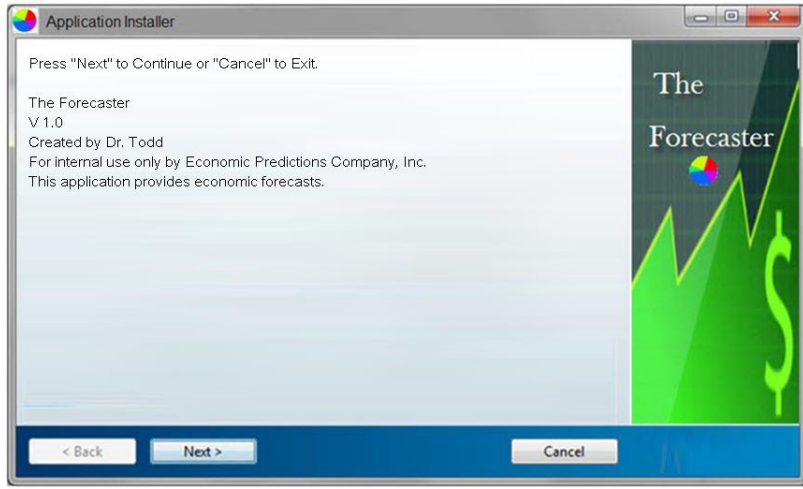 Application Installer
Press "Next" to Continue or "Cancel" to Exit.
The Forecaster
V 1.0
Created by Dr. Todd
For internal use only by Economic Predictions Company, Inc.
This application provides economic forecasts.
The
Forecaster
$
< Back
Next >
Cancel